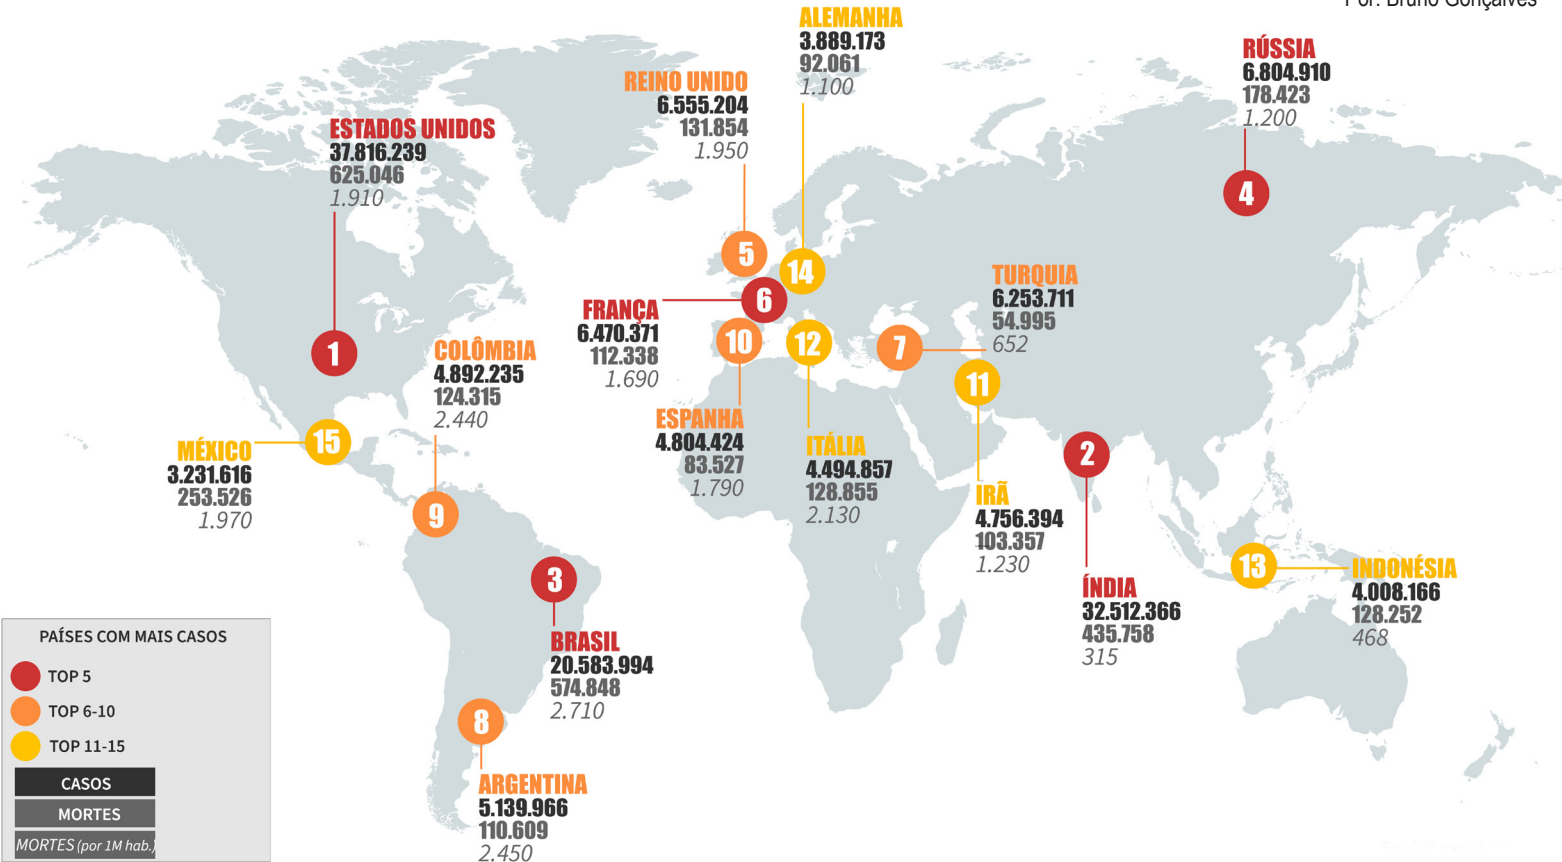 Por: Bruno Gonçalves
ALEMANHA
3.889.173
92.061
1.100
RÚSSIA
6.804.910
178.423
1.200
4
REINO UNIDO
6.555.204
131.854
1.950
5
ESTADOS UNIDOS
37.816.239
625.046
1.910
1
14
FRANÇA
6.470.371
112.338
1.690
6
TURQUIA
6.253.711
54.995
652
7
COLÔMBIA
4.892.235
124.315
2.440
9
10
ESPANHA
4.804.424
83.527
1.790
12
ITÁLIA
4.494.857
128.855
2.130
11
IRÃ
4.756.394
103.357
1.230
MÉXICO
3.231.616
253.526
1.970
15
2
ÍNDIA
32.512.366
435.758
315
13
INDONÉSIA
4.008.166
128.252
468
3
BRASIL
20.583.994
574.848
2.710
8
ARGENTINA
5.139.966
110.609
2.450
PAÍSES COM MAIS CASOS
TOP 5
TOP 6-10
TOP 11-15
CASOS
MORTES
MORTES (por 1M hab.)